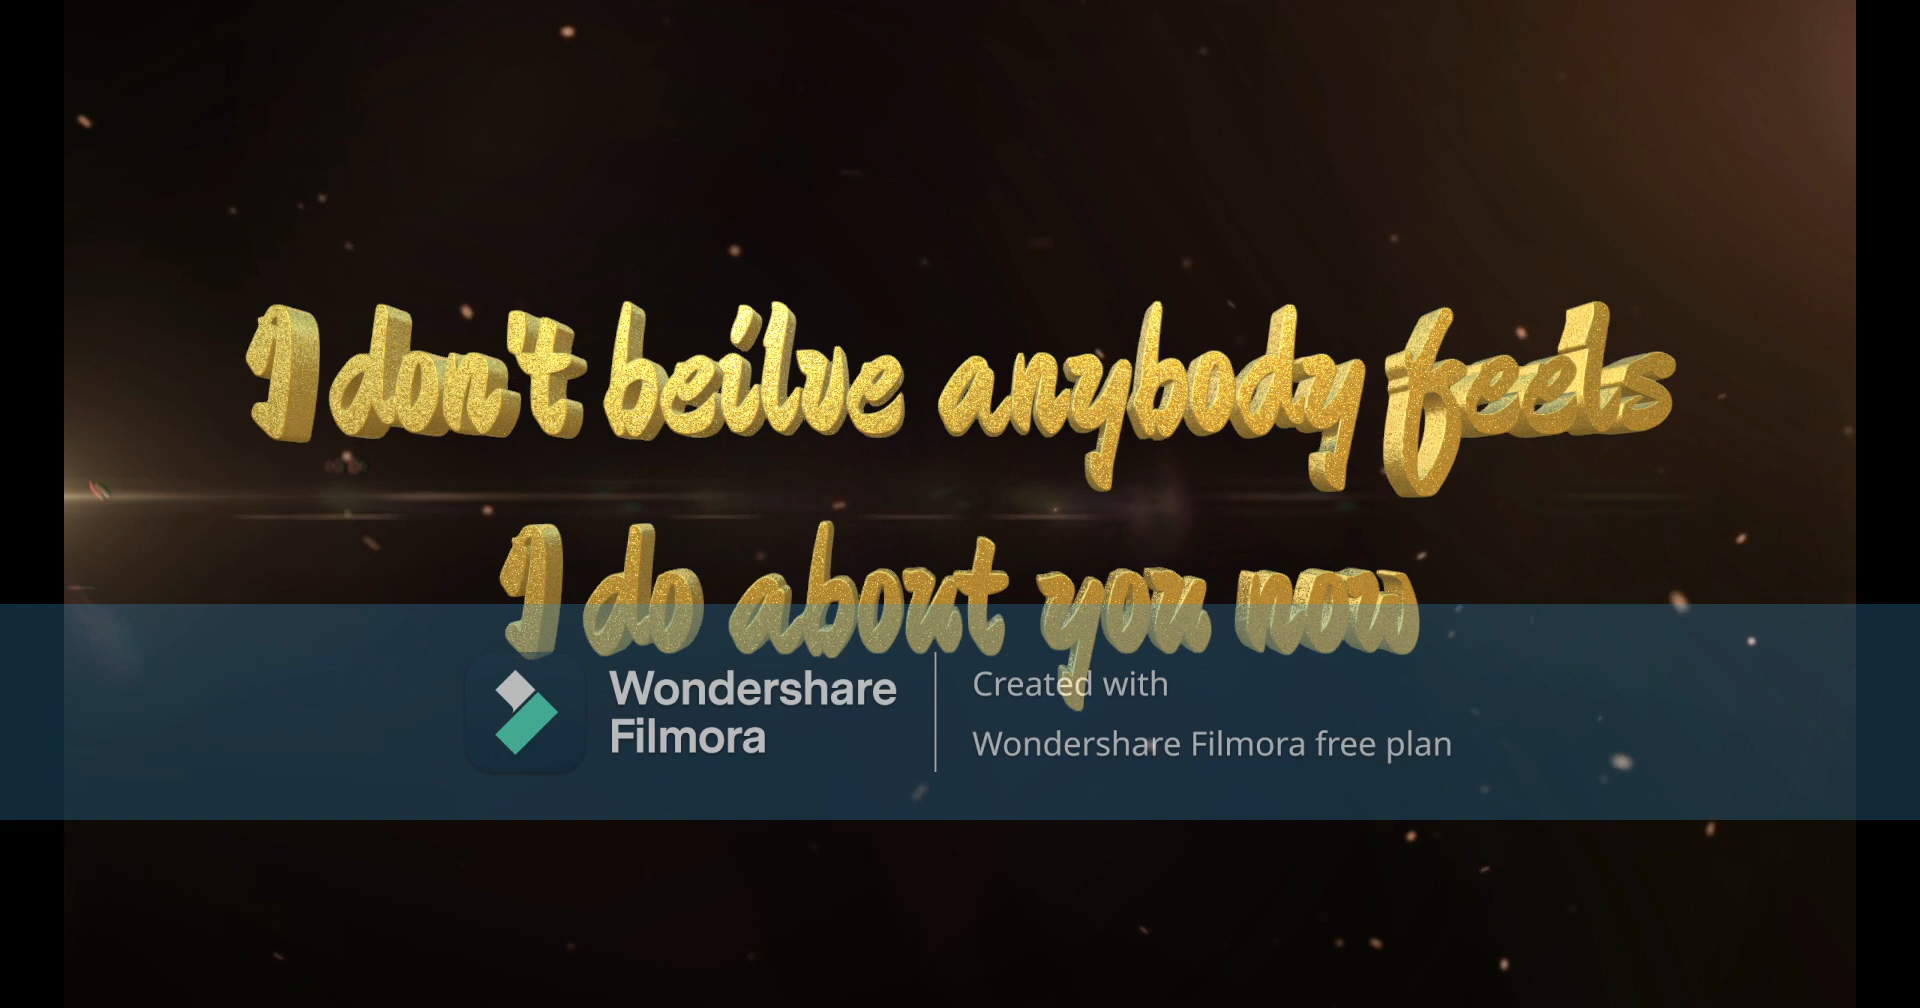 I don't beilve anybody feels
I do about you now
Wondershare
Filmora
Created with
Wondershare Filmora free plan